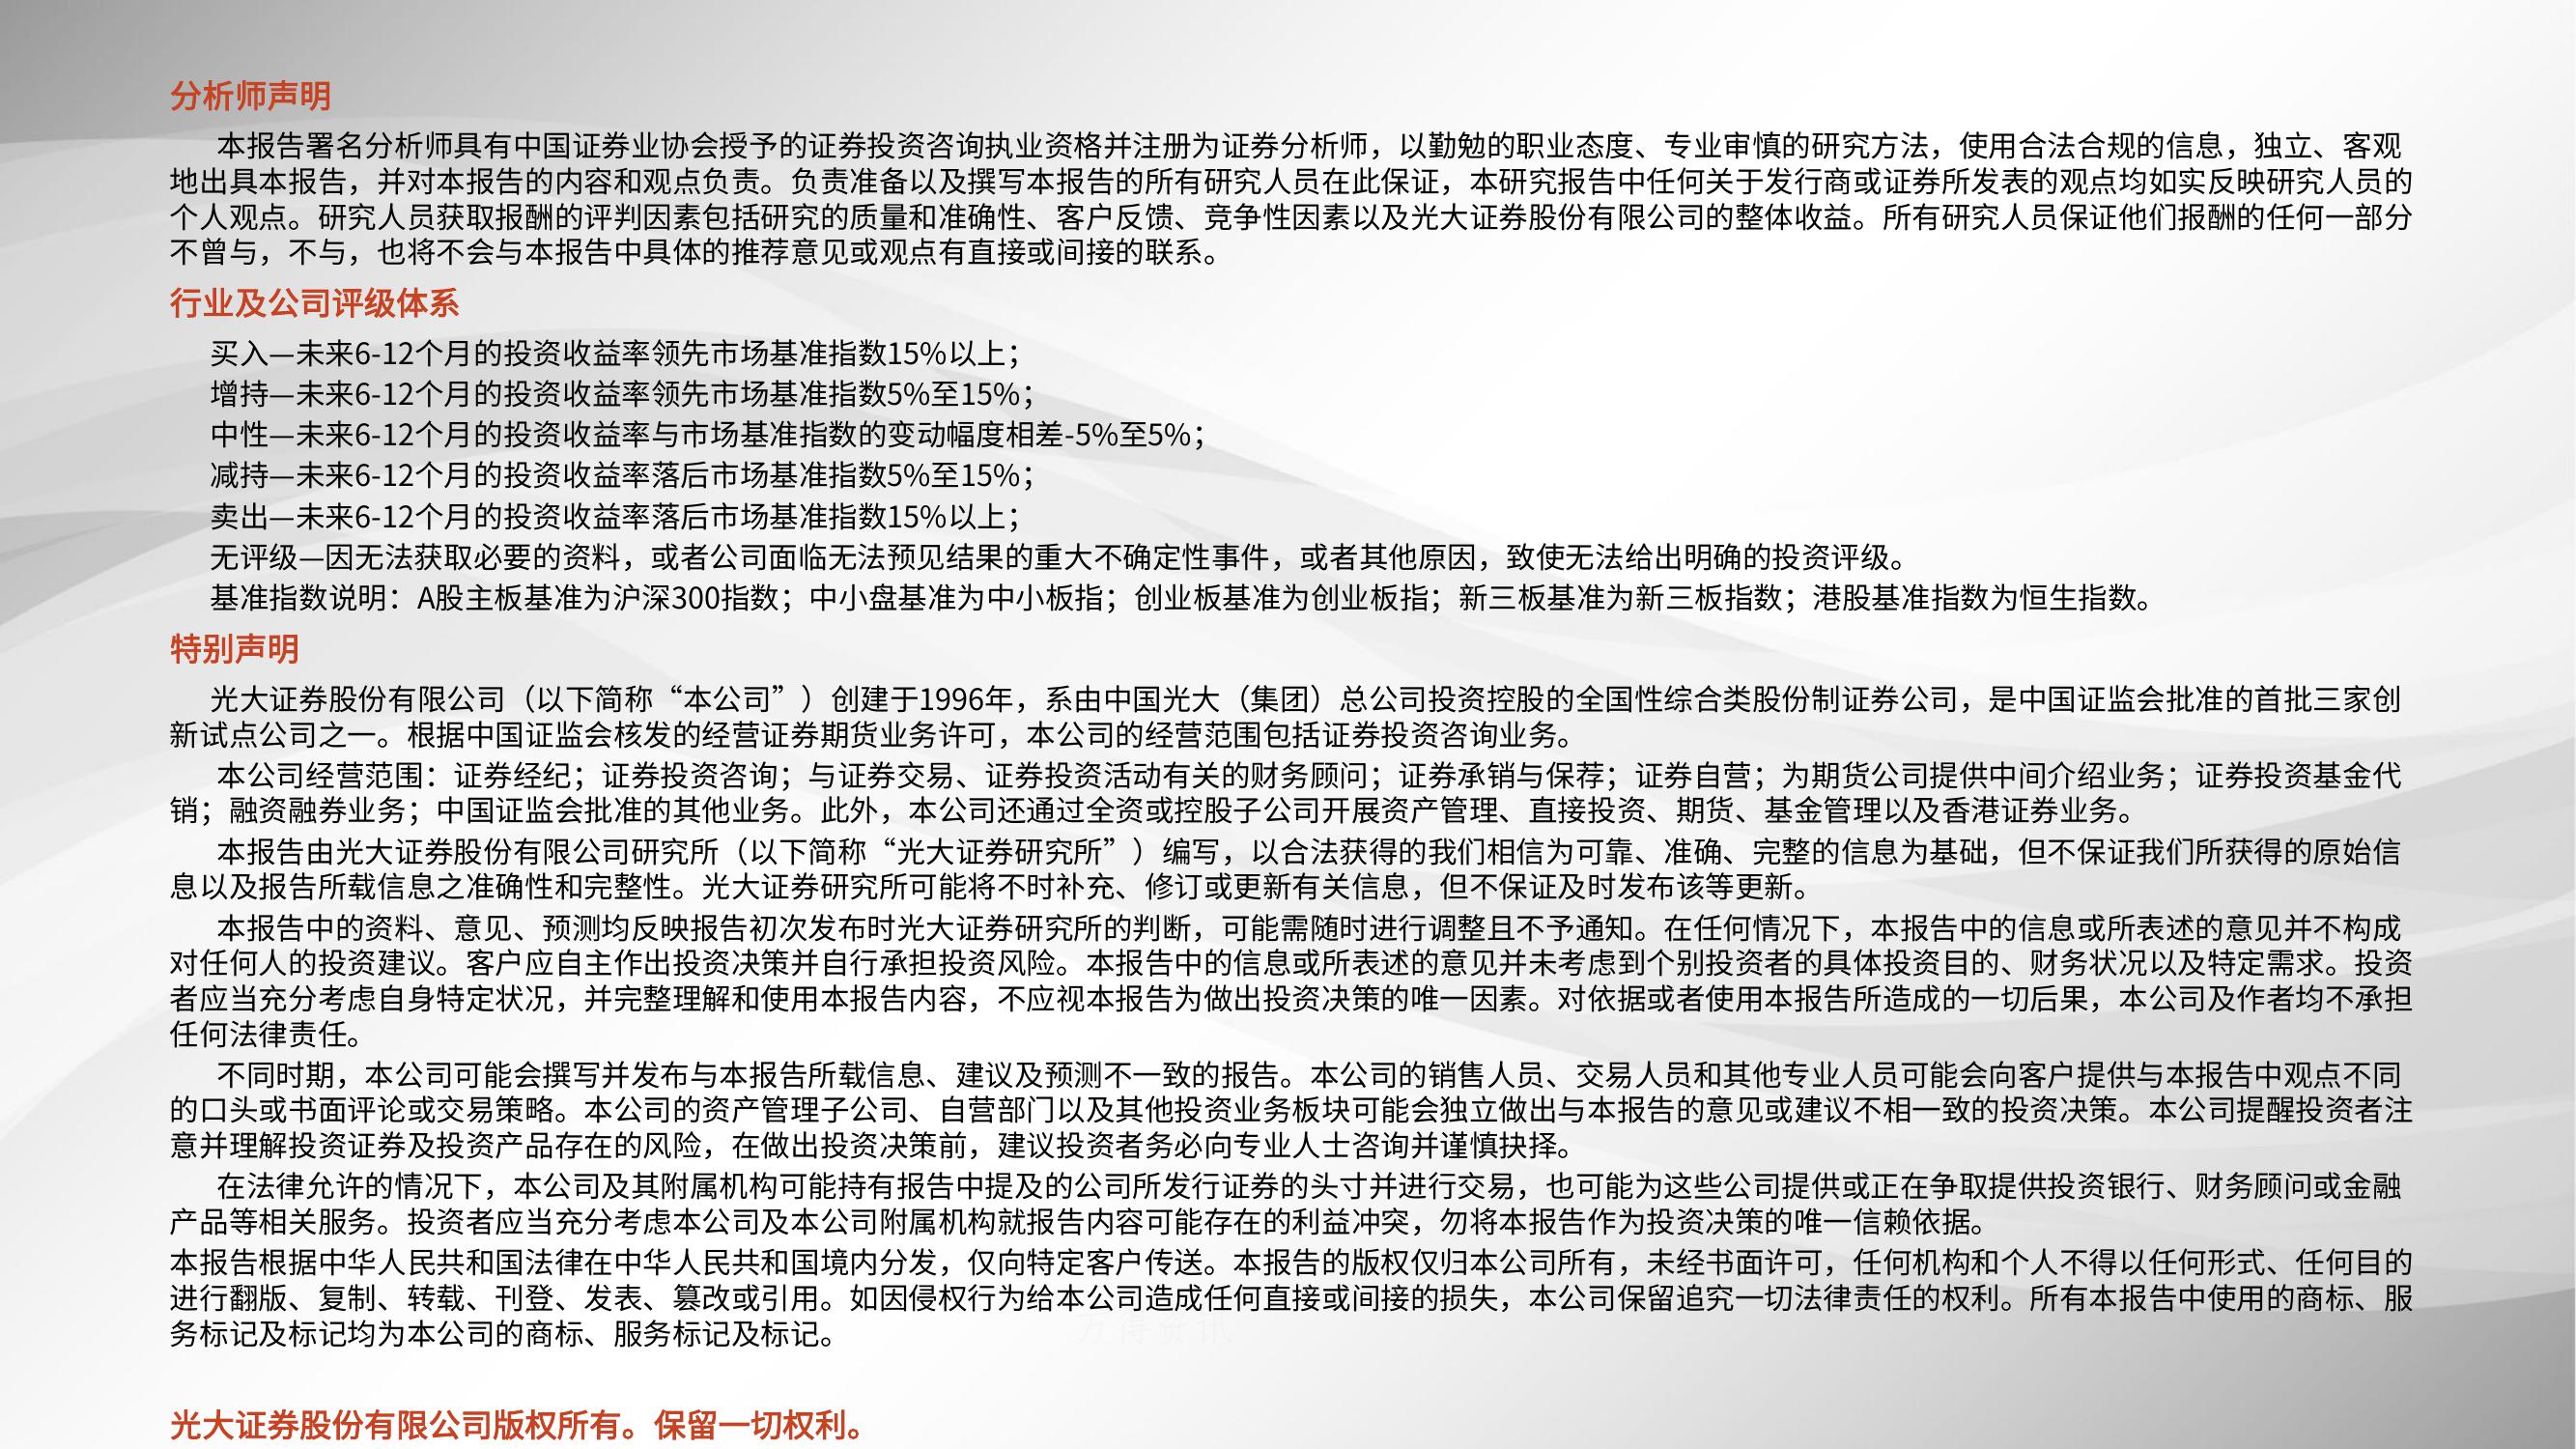 分析师声明
本报告署名分析师具有中国证券业协会授予的证券投资咨询执业资格并注册为证券分析师，以勤勉的职业态度、专业审慎的研究方法，使用合法合规的信息，独立、客观
地出具本报告，并对本报告的内容和观点负责。负责准备以及撰写本报告的所有研究人员在此保证，本研究报告中任何关于发行商或证券所发表的观点均如实反映研究人员的
个人观点。研究人员获取报酬的评判因素包括研究的质量和准确性、客户反馈、竞争性因素以及光大证券股份有限公司的整体收益。所有研究人员保证他们报酬的任何一部分
不曾与，不与，也将不会与本报告中具体的推荐意见或观点有直接或间接的联系。
行业及公司评级体系
买入—未来6-12个月的投资收益率领先市场基准指数15%以上；
增持—未来6-12个月的投资收益率领先市场基准指数5%至15%；
中性—未来6-12个月的投资收益率与市场基准指数的变动幅度相差-5%至5%；
减持—未来6-12个月的投资收益率落后市场基准指数5%至15%；
卖出—未来6-12个月的投资收益率落后市场基准指数15%以上；
无评级—因无法获取必要的资料，或者公司面临无法预见结果的重大不确定性事件，或者其他原因，致使无法给出明确的投资评级。
基准指数说明：A股主板基准为沪深300指数；中小盘基准为中小板指；创业板基准为创业板指；新三板基准为新三板指数；港股基准指数为恒生指数。
特别声明
光大证券股份有限公司（以下简称“本公司”）创建于1996年，系由中国光大（集团）总公司投资控股的全国性综合类股份制证券公司，是中国证监会批准的首批三家创
新试点公司之一。根据中国证监会核发的经营证券期货业务许可，本公司的经营范围包括证券投资咨询业务。
本公司经营范围：证券经纪；证券投资咨询；与证券交易、证券投资活动有关的财务顾问；证券承销与保荐；证券自营；为期货公司提供中间介绍业务；证券投资基金代
销；融资融券业务；中国证监会批准的其他业务。此外，本公司还通过全资或控股子公司开展资产管理、直接投资、期货、基金管理以及香港证券业务。
本报告由光大证券股份有限公司研究所（以下简称“光大证券研究所”）编写，以合法获得的我们相信为可靠、准确、完整的信息为基础，但不保证我们所获得的原始信
息以及报告所载信息之准确性和完整性。光大证券研究所可能将不时补充、修订或更新有关信息，但不保证及时发布该等更新。
本报告中的资料、意见、预测均反映报告初次发布时光大证券研究所的判断，可能需随时进行调整且不予通知。在任何情况下，本报告中的信息或所表述的意见并不构成
对任何人的投资建议。客户应自主作出投资决策并自行承担投资风险。本报告中的信息或所表述的意见并未考虑到个别投资者的具体投资目的、财务状况以及特定需求。投资
者应当充分考虑自身特定状况，并完整理解和使用本报告内容，不应视本报告为做出投资决策的唯一因素。对依据或者使用本报告所造成的一切后果，本公司及作者均不承担
任何法律责任。
不同时期，本公司可能会撰写并发布与本报告所载信息、建议及预测不一致的报告。本公司的销售人员、交易人员和其他专业人员可能会向客户提供与本报告中观点不同
的口头或书面评论或交易策略。本公司的资产管理子公司、自营部门以及其他投资业务板块可能会独立做出与本报告的意见或建议不相一致的投资决策。本公司提醒投资者注
意并理解投资证券及投资产品存在的风险，在做出投资决策前，建议投资者务必向专业人士咨询并谨慎抉择。
在法律允许的情况下，本公司及其附属机构可能持有报告中提及的公司所发行证券的头寸并进行交易，也可能为这些公司提供或正在争取提供投资银行、财务顾问或金融
产品等相关服务。投资者应当充分考虑本公司及本公司附属机构就报告内容可能存在的利益冲突，勿将本报告作为投资决策的唯一信赖依据。
本报告根据中华人民共和国法律在中华人民共和国境内分发，仅向特定客户传送。本报告的版权仅归本公司所有，未经书面许可，任何机构和个人不得以任何形式、任何目的
进行翻版、复制、转载、刊登、发表、篡改或引用。如因侵权行为给本公司造成任何直接或间接的损失，本公司保留追究一切法律责任的权利。所有本报告中使用的商标、服
务标记及标记均为本公司的商标、服务标记及标记。
万得资讯
光大证券股份有限公司版权所有。保留一切权利。